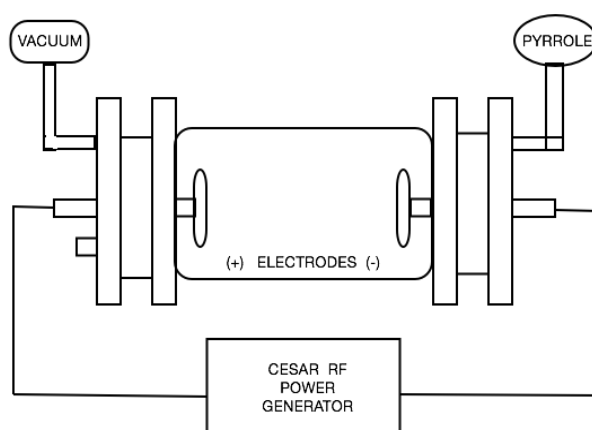 VACUUM
PYRROLE
(+) ELECTRODES (-)
CESAR RF
POWER
GENERATOR